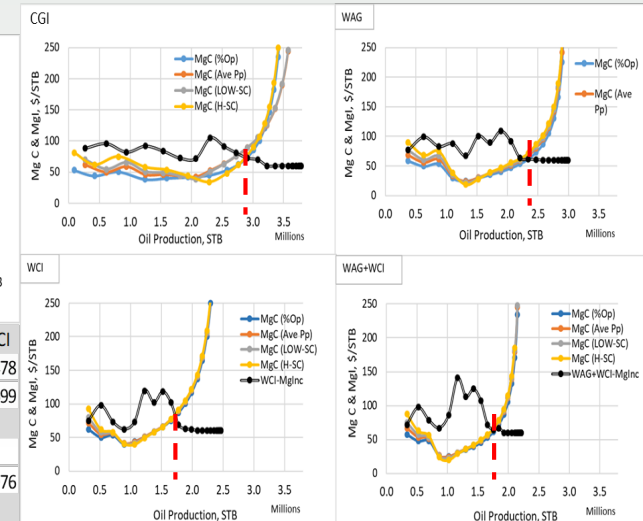 CGI
MgC (%Op)
MgC (Ave Pp)
MgC (LOW-SC)
MgC (H-SC)
Mg C & MgI, $/STB
250
200
150
100
50
0
0.0 0.5 1.0 1.5 2.0 2.5 3.0 3.5
Oil Production, STB
Millions
WAG
MgC (%Op)
MgC (Ave
Pp)
Mg C & MgI, $/STB
250
200
150
100
50
0
0.0 0.5 1.0 1.5 2.0 2.5 3.0 3.5
Oil Production, STB
Millions
WCI
MgC (%Op)
MgC (Ave Pp)
MgC (LOW-SC)
MgC (H-SC)
WCI-MgInc
Mg C & MgI, $/STB
250
200
150
100
50
0
0.0 0.5 1.0 1.5 2.0 2.5 3.0 3.5
Oil Production, STB
Millions
WAG+WCI
MgC (%Op)
MgC (Ave Pp)
MgC (LOW-SC)
MgC (H-SC)
WAG+WCI-MgInc
Mg C & MgI, $/STB
250
200
150
100
50
0
0.0 0.5 1.0 1.5 2.0 2.5 3.0 3.5
Oil Production, STB
Millions
CI
78
99
76